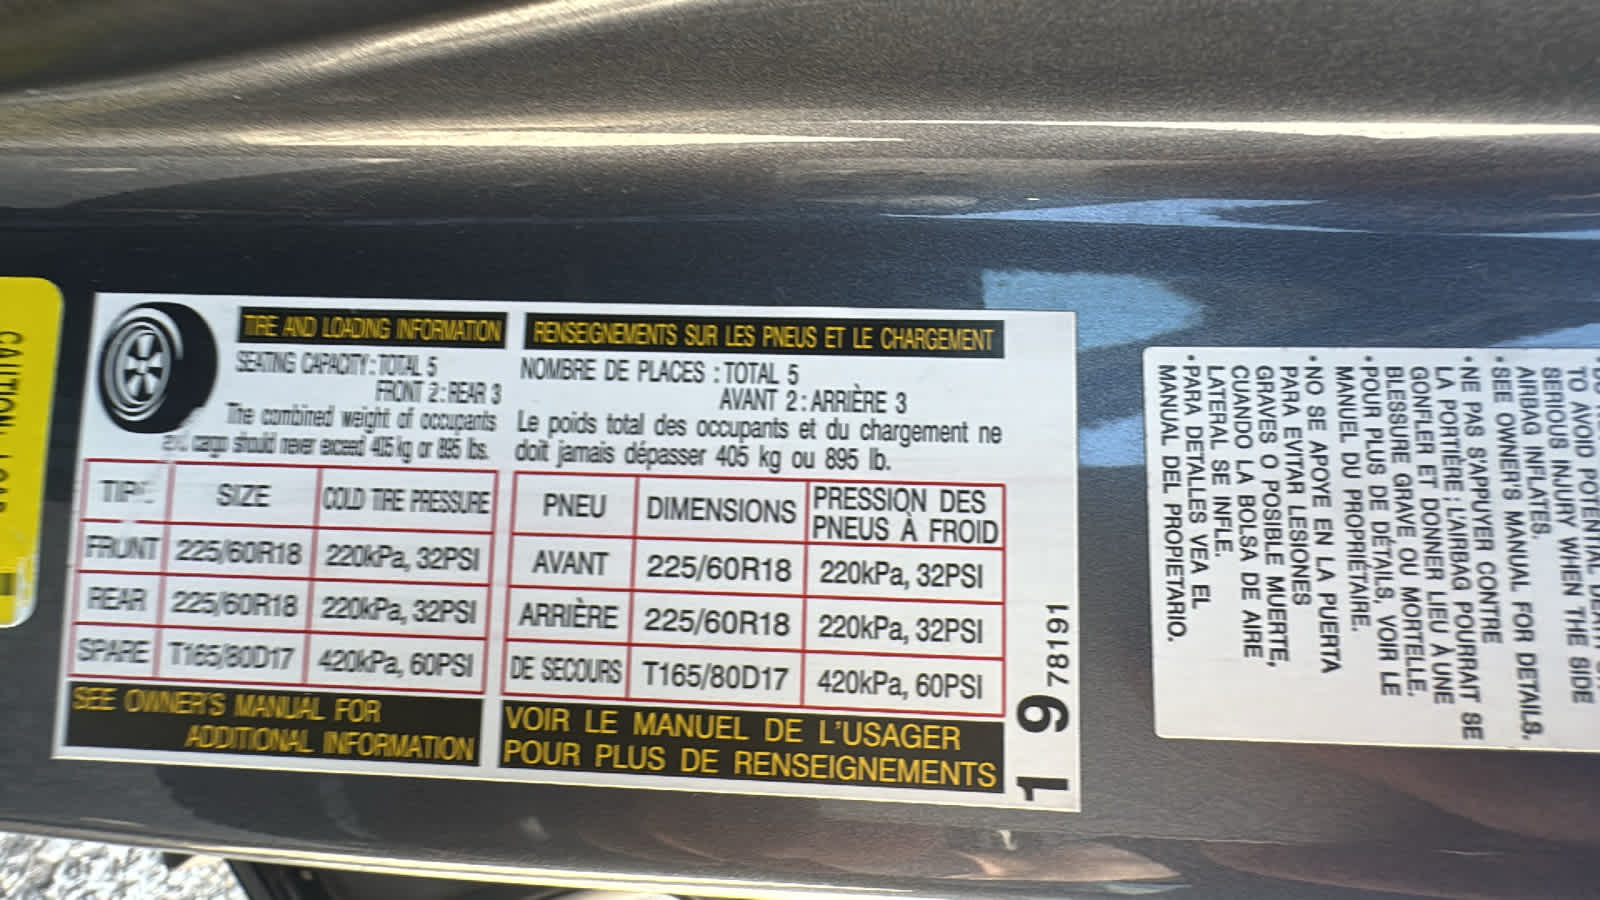 CAUTION:
TIRE AND LOADING INFORMATION
SEATING CAPACITY : TOTAL 5
FRONT 2 : REAR 3
The combined weight of occupants
and cargo should never exceed 405 kg or 895 lbs.
TIRE SIZE COLD TIRE PRESSURE
FRONT 225/60R18 220kPa, 32PSI
REAR 225/60R18 220kPa, 32PSI
SPARE T165/80D17 420kPa, 60PSI
SEE OWNER'S MANUAL FOR
ADDITIONAL INFORMATION
RENSEIGNEMENTS SUR LES PNEUS ET LE CHARGEMENT
NOMBRE DE PLACES : TOTAL 5
AVANT 2 : ARRIÈRE 3
Le poids total des occupants et du chargement ne
doit jamais dépasser 405 kg ou 895 lb.
PNEU DIMENSIONS PRESSION DES
PNEUS À FROID
AVANT 225/60R18 220kPa, 32PSI
ARRIÈRE 225/60R18 220kPa, 32PSI
DE SECOURS T165/80D17 420kPa, 60PSI
VOIR LE MANUEL DE L'USAGER
POUR PLUS DE RENSEIGNEMENTS
19 78191
TO AVOID POTENTIAL DEATH
SERIOUS INJURY WHEN THE SIDE
AIRBAG INFLATES.
• SEE OWNER'S MANUAL FOR DETAILS.
• NE PAS S'APPUYER CONTRE
LA PORTIÈRE ; L'AIRBAG POURRAIT SE
GONFLER ET DONNER LIEU À UNE
BLESSURE GRAVE OU MORTELLE.
• POUR PLUS DE DÉTAILS, VOIR LE
MANUEL DU PROPRIÉTAIRE.
• NO SE APOYE EN LA PUERTA
PARA EVITAR LESIONES
GRAVES O POSIBLE MUERTE,
CUANDO LA BOLSA DE AIRE
LATERAL SE INFLE.
• PARA DETALLES VEA EL
MANUAL DEL PROPIETARIO.